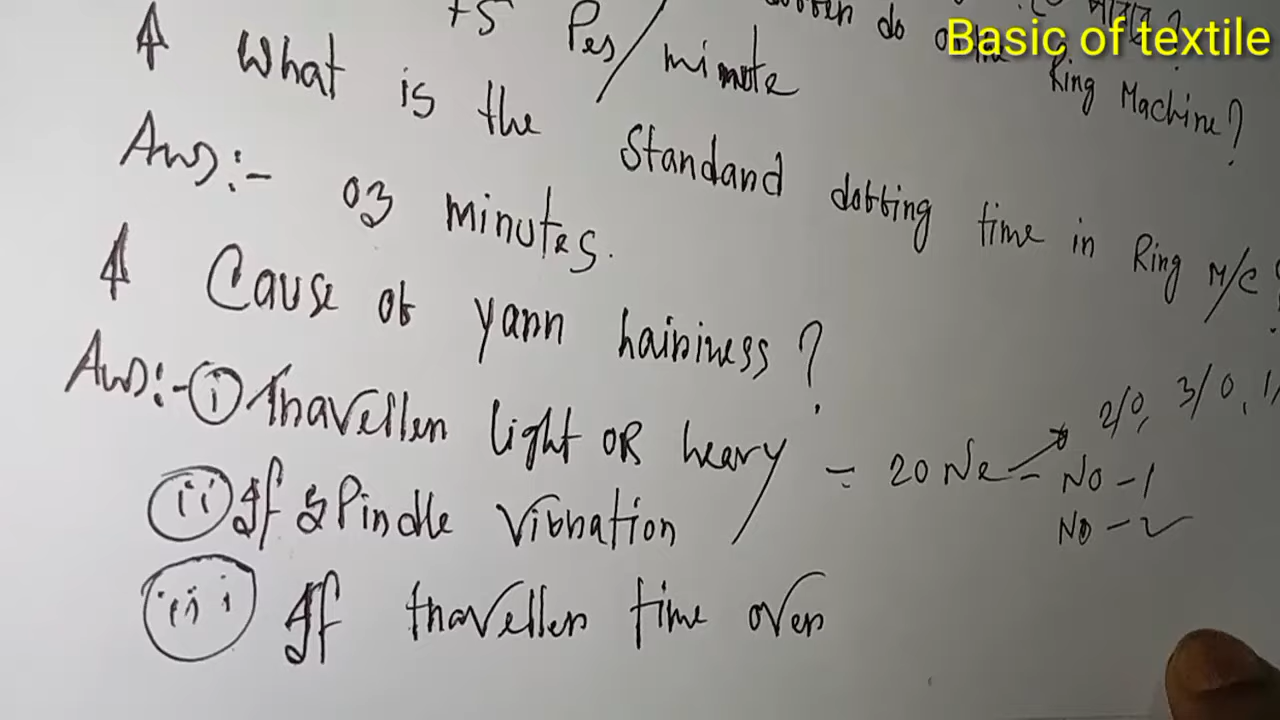 Basic of textile
do Ring Machine?
+5 Pes/minute
What is the Standard doffing time in Ring M/C
Ans:- 03 minutes.
Cause of yarn hairiness?
Ans:- (i) Traveller light OR heavy = 20 Ne - 2/0, 3/0, 1/
No - 1
(ii) If Spindle Vibration No - 2
(iii) If traveller time over